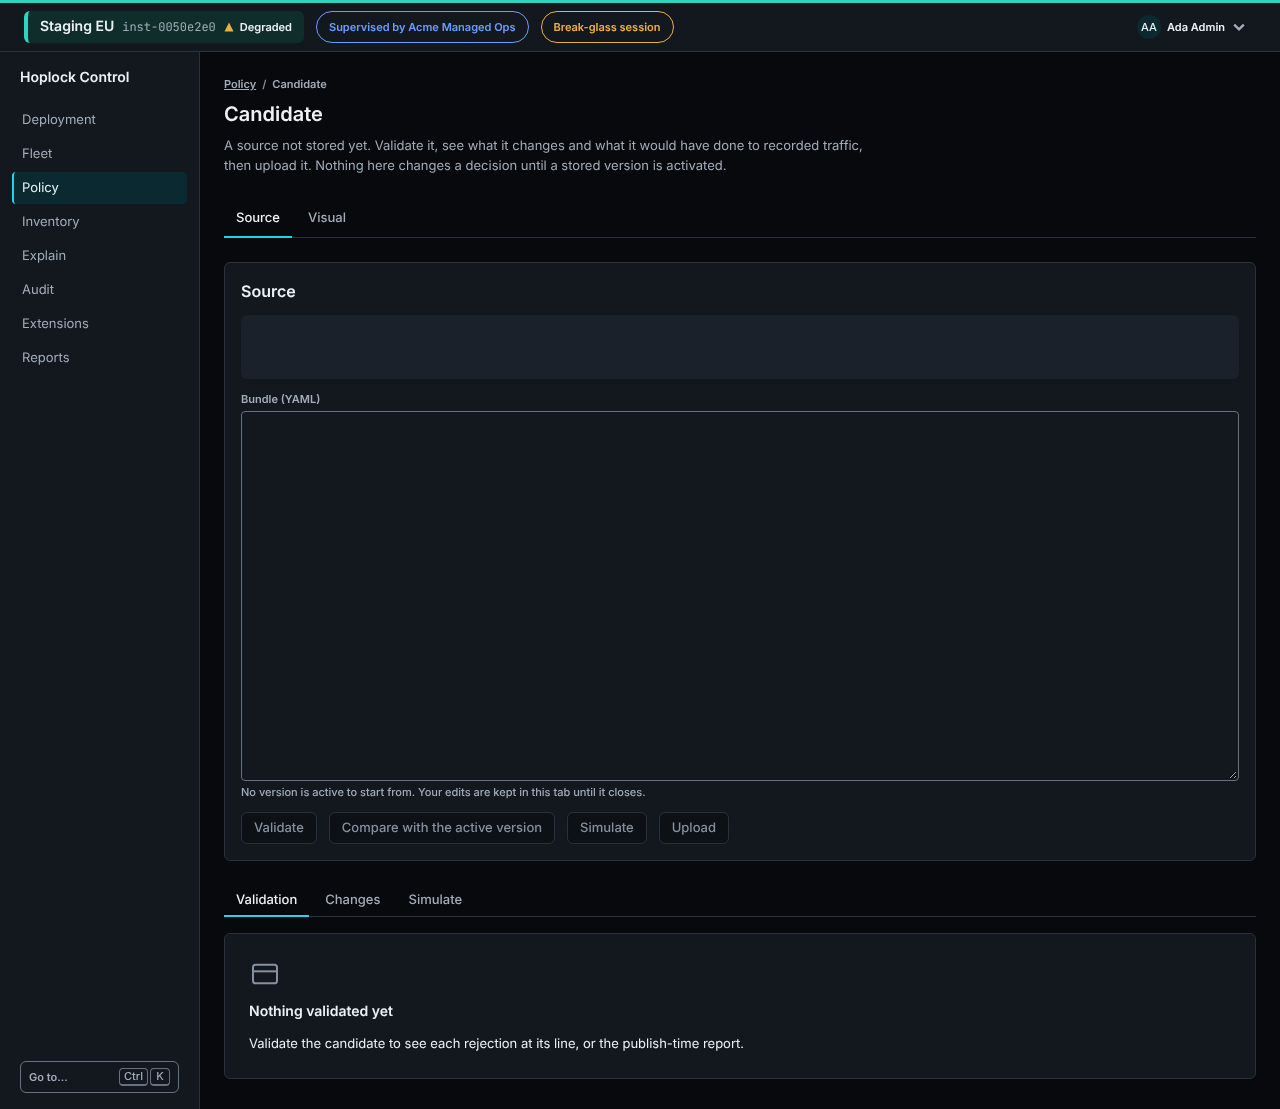 Staging EU inst-0050e2e0 Degraded
Supervised by Acme Managed Ops
Break-glass session
AA Ada Admin
Hoplock Control
Deployment
Fleet
Policy
Inventory
Explain
Audit
Extensions
Reports
Go to...
Ctrl K
Policy / Candidate
Candidate
A source not stored yet. Validate it, see what it changes and what it would have done to recorded traffic,
then upload it. Nothing here changes a decision until a stored version is activated.
Source Visual
Source
Bundle (YAML)
No version is active to start from. Your edits are kept in this tab until it closes.
Validate Compare with the active version Simulate Upload
Validation Changes Simulate
Nothing validated yet
Validate the candidate to see each rejection at its line, or the publish-time report.